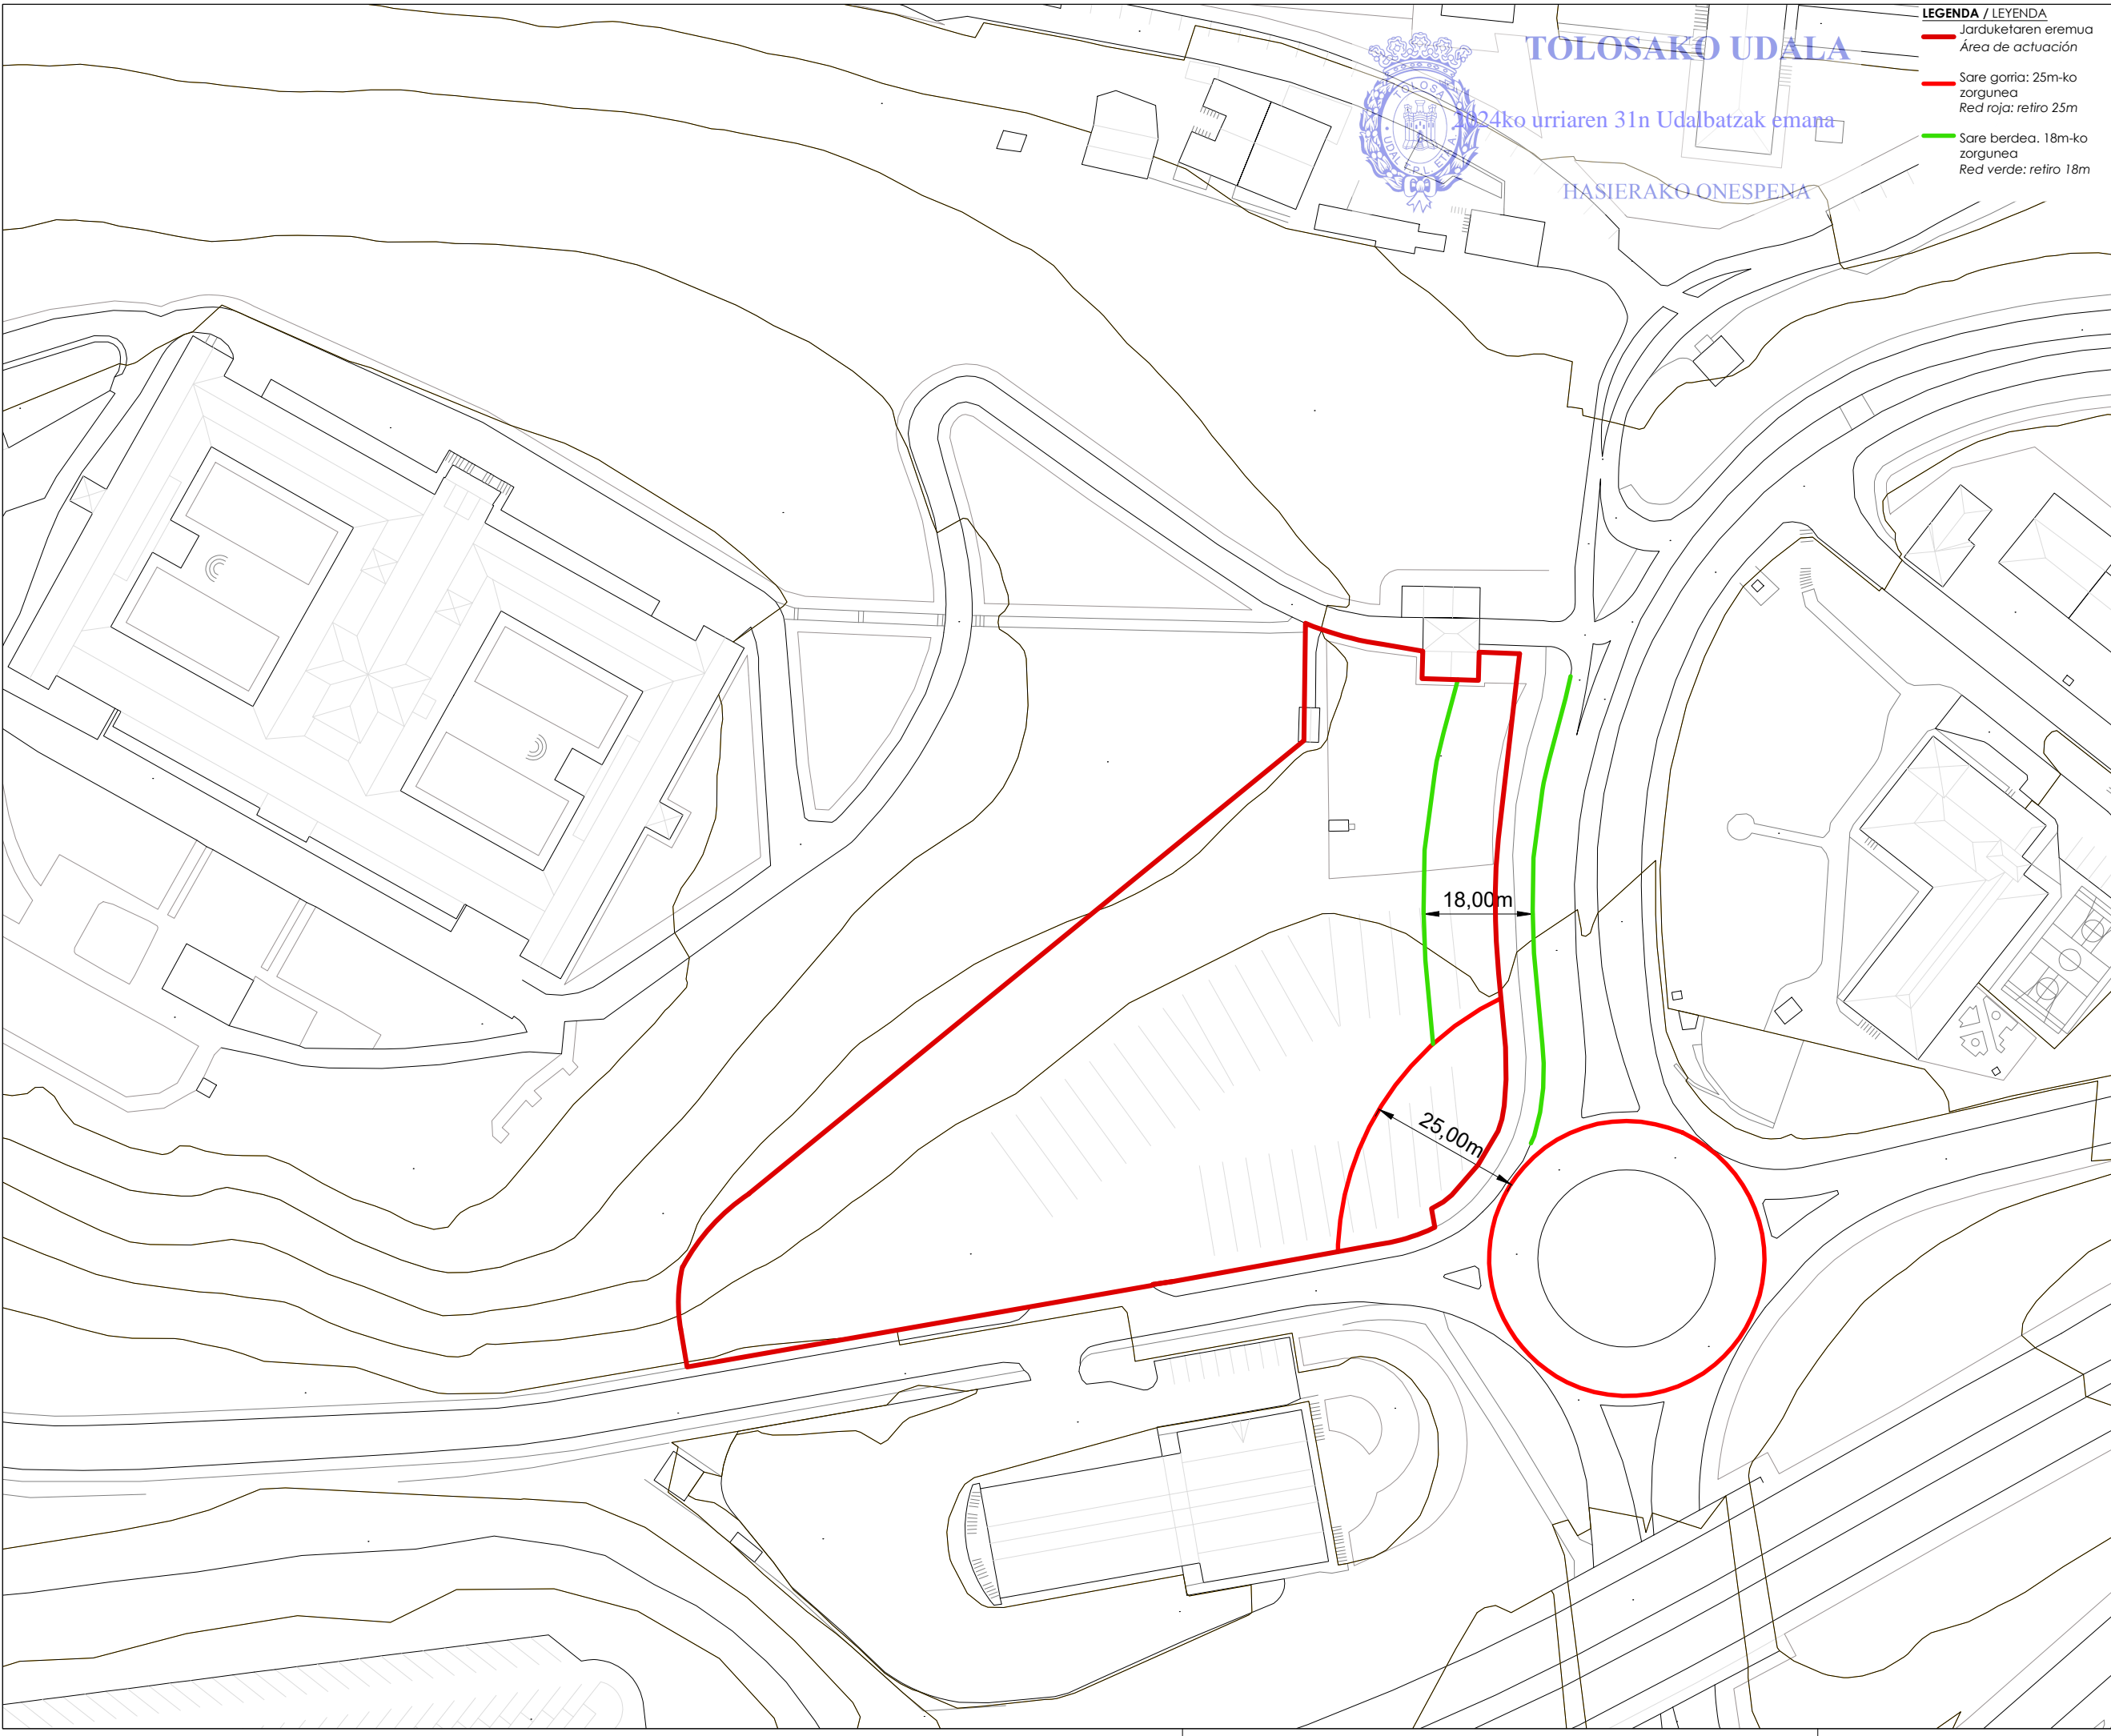 LEGENDA / LEYENDA
Jarduketaren eremua
Área de actuación
Sare gorria: 25m-ko
zorgunea
Red roja: retiro 25m
Sare berdea. 18m-ko
zorgunea
Red verde: retiro 18m
TOLOSAKO UDALA
2024ko urriaren 31n Udalbatzak emana
HASIERAKO ONESPENA
TOLOSA
18,00m
25,00m